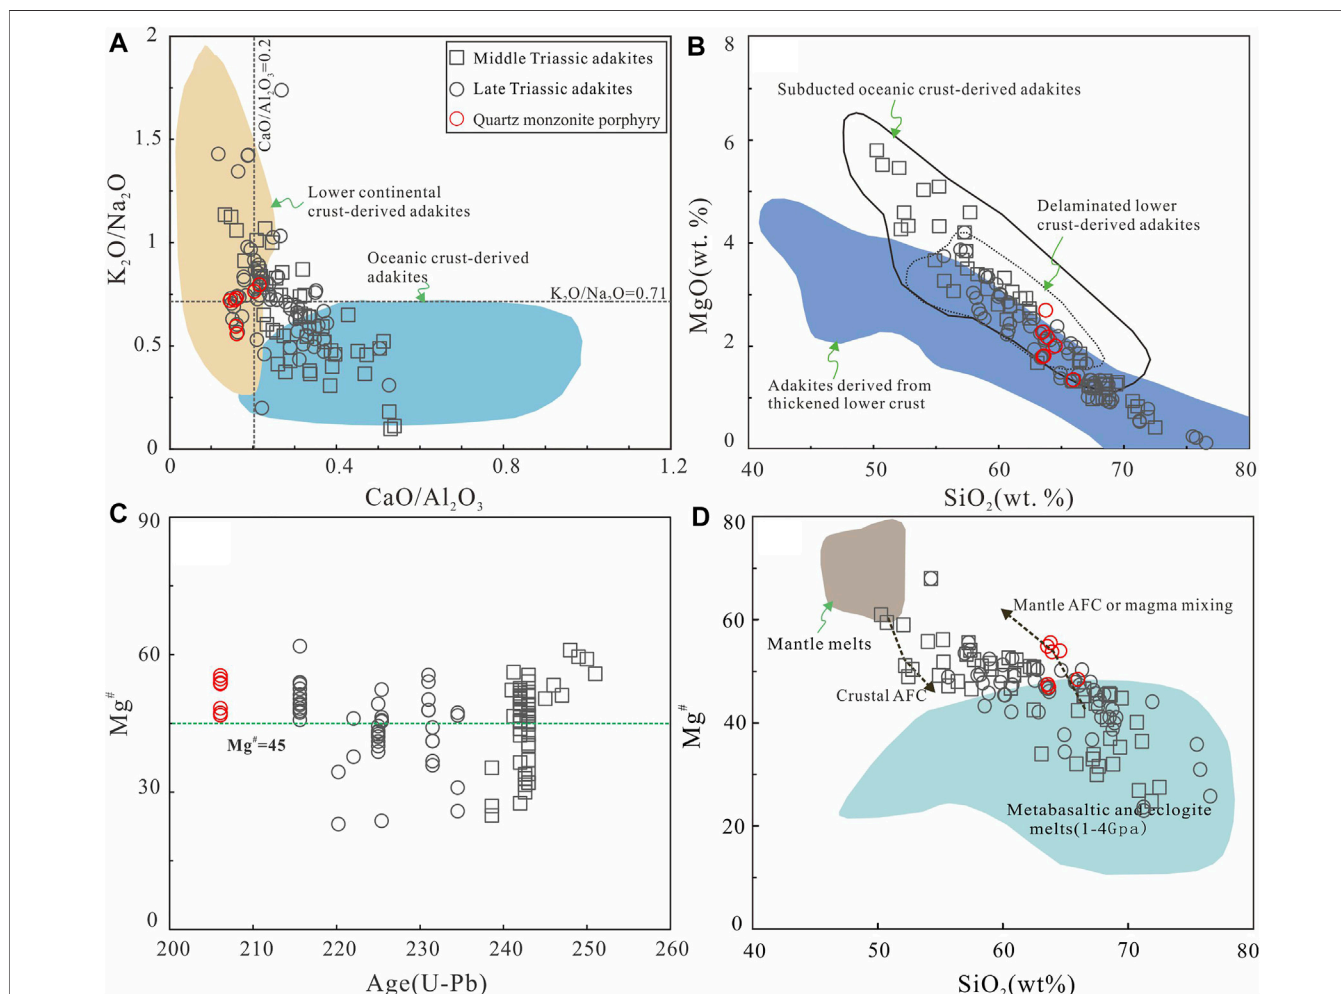 A
2
1.5
1
0.5
0
K₂O/Na₂O
CaO/Al₂O₃=0.2
Middle Triassic adakites
Late Triassic adakites
Quartz monzonite porphyry
Lower continental
crust-derived adakites
Oceanic crust-derived
adakites
K₂O/Na₂O=0.71
0
0.4
0.8
1.2
CaO/Al₂O₃
B
8
6
4
2
0
MgO(wt. %)
Subducted oceanic crust-derived adakites
Delaminated lower
crust-derived adakites
Adakites derived from
thickened lower crust
40
50
60
70
80
SiO₂(wt. %)
C
90
60
30
0
Mg#
Mg#=45
200
210
220
230
240
250
260
Age(U-Pb)
D
80
60
40
20
0
Mg#
Mantle melts
Crustal AFC
Mantle AFC or magma mixing
Metabasaltic and eclogite
melts(1-4Gpa)
40
50
60
70
80
SiO₂(wt%)